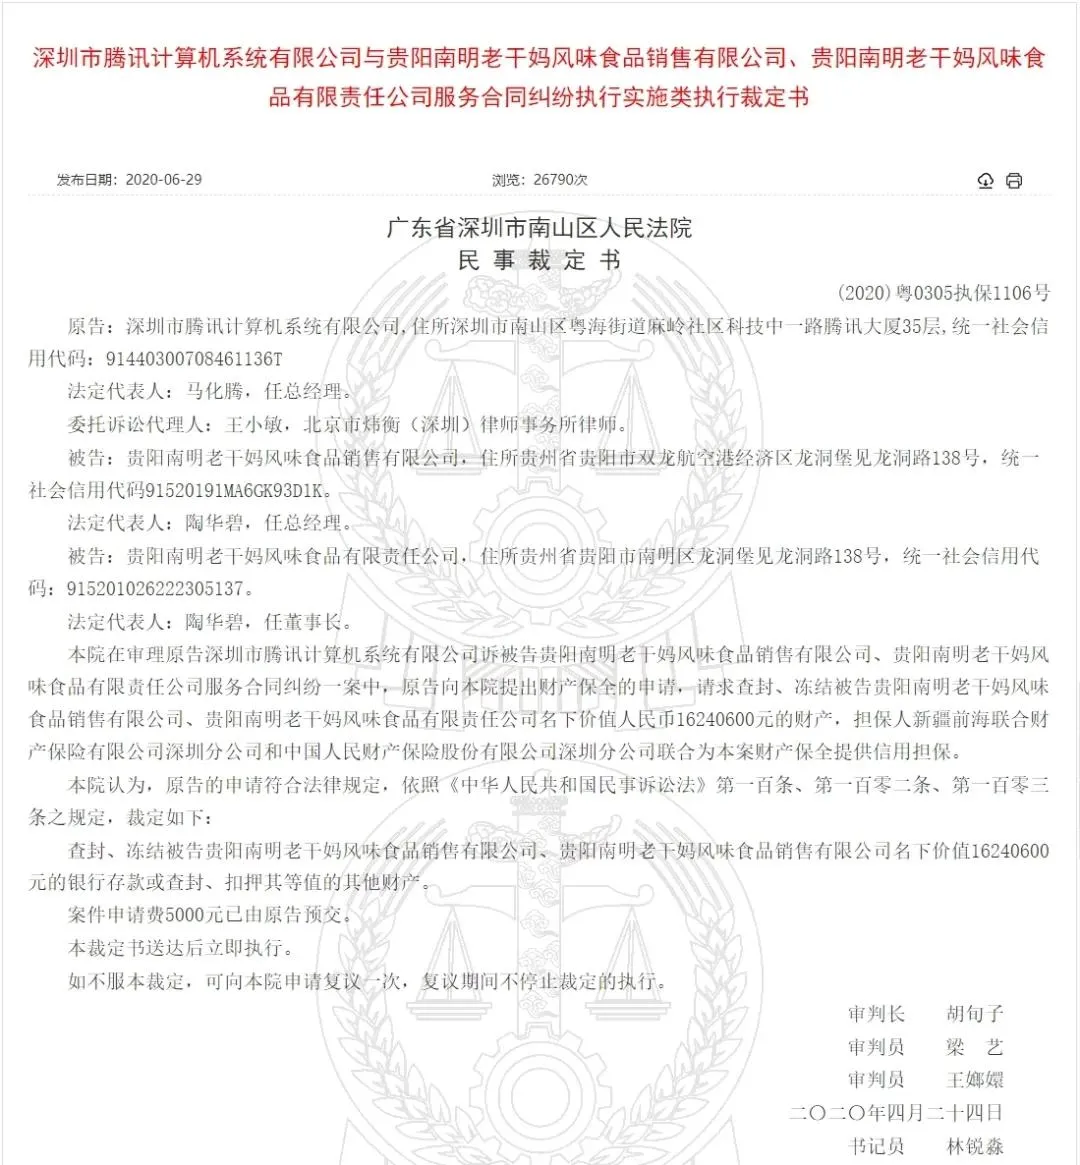 深圳市腾讯计算机系统有限公司与贵阳南明老干妈风味食品销售有限公司、贵阳南明老干妈风味食
品有限责任公司服务合同纠纷执行实施类执行裁定书
发布日期：2020-06-29 浏览：26790次
广东省深圳市南山区人民法院
民 事 裁 定 书
(2020)粤0305执保1106号
原告：深圳市腾讯计算机系统有限公司,住所深圳市南山区粤海街道麻岭社区科技中一路腾讯大厦35层,统一社会信
用代码：91440300708461136T
法定代表人：马化腾，任总经理。
委托诉讼代理人：王小敏，北京市炜衡（深圳）律师事务所律师。
被告：贵阳南明老干妈风味食品销售有限公司，住所贵州省贵阳市双龙航空港经济区龙洞堡见龙洞路138号，统一
社会信用代码91520191MA6GK93D1K。
法定代表人：陶华碧，任总经理。
被告：贵阳南明老干妈风味食品有限责任公司，住所贵州省贵阳市南明区龙洞堡见龙洞路138号，统一社会信用代
码：915201026222305137。
法定代表人：陶华碧，任董事长。
本院在审理原告深圳市腾讯计算机系统有限公司诉被告贵阳南明老干妈风味食品销售有限公司、贵阳南明老干妈风
味食品有限责任公司服务合同纠纷一案中，原告向本院提出财产保全的申请，请求查封、冻结被告贵阳南明老干妈风味
食品销售有限公司、贵阳南明老干妈风味食品有限责任公司名下价值人民币16240600元的财产，担保人新疆前海联合财
产保险有限公司深圳分公司和中国人民财产保险股份有限公司深圳分公司联合为本案财产保全提供信用担保。
本院认为，原告的申请符合法律规定，依照《中华人民共和国民事诉讼法》第一百条、第一百零二条、第一百零三
条之规定，裁定如下：
查封、冻结被告贵阳南明老干妈风味食品销售有限公司、贵阳南明老干妈风味食品销售有限公司名下价值16240600
元的银行存款或查封、扣押其等值的其他财产。
案件申请费5000元已由原告预交。
本裁定书送达后立即执行。
如不服本裁定，可向本院申请复议一次，复议期间不停止裁定的执行。
审判长 胡旬子
审判员 梁 艺
审判员 王嫏嬛
二〇二〇年四月二十四日
书记员 林锐淼